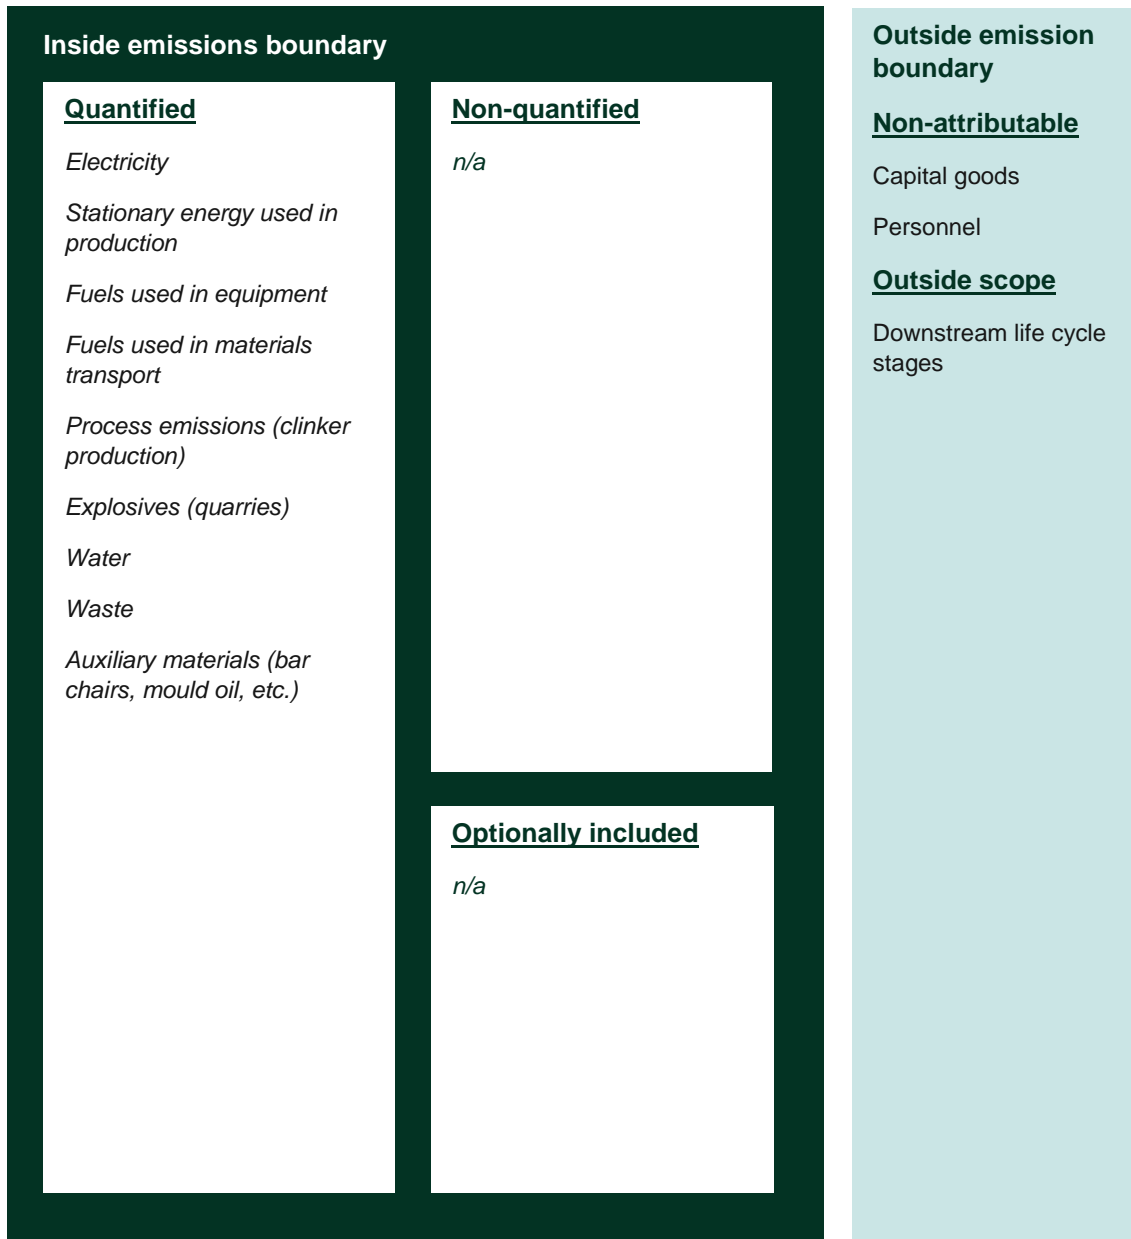 Inside emissions boundary
Quantified
Electricity
Stationary energy used in
production
Fuels used in equipment
Fuels used in materials
transport
Process emissions (clinker
production)
Explosives (quarries)
Water
Waste
Auxiliary materials (bar
chairs, mould oil, etc.)
Non-quantified
n/a
Optionally included
n/a
Outside emission
boundary
Non-attributable
Capital goods
Personnel
Outside scope
Downstream life cycle
stages